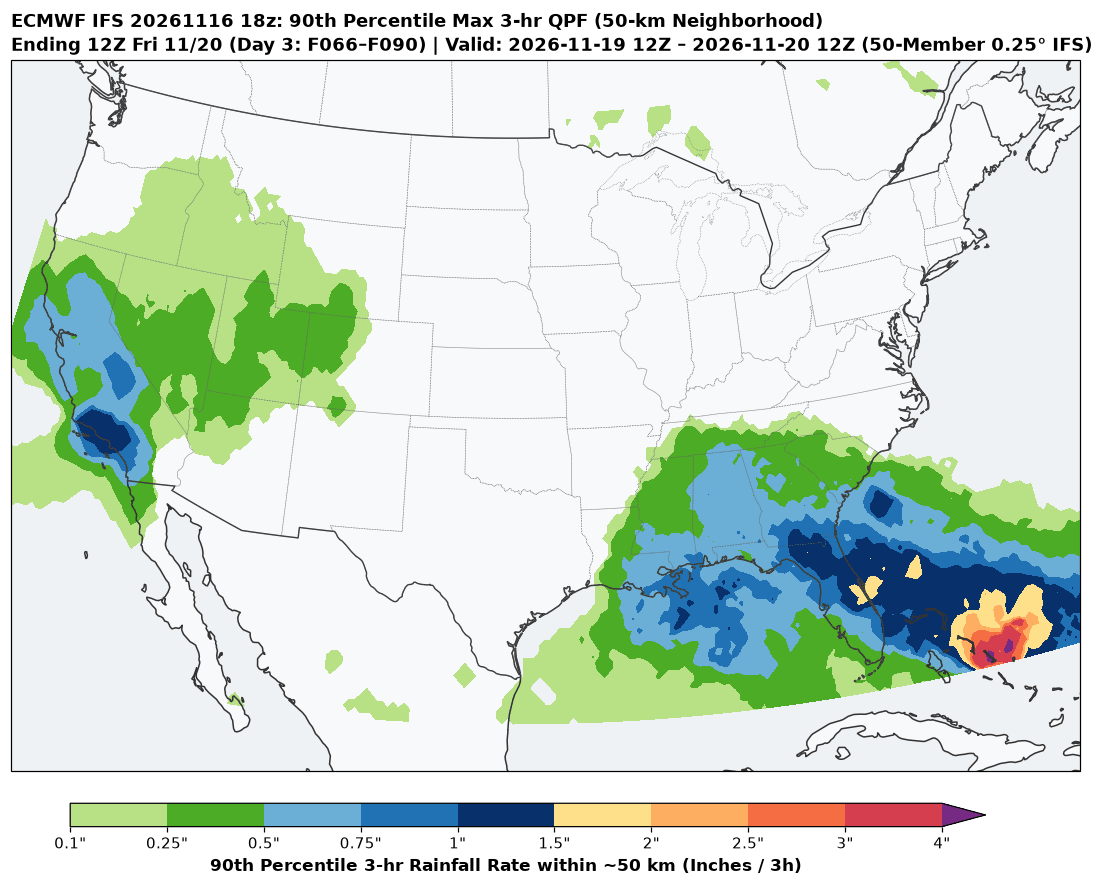 ECMWF IFS 20261116 18z: 90th Percentile Max 3-hr QPF (50-km Neighborhood)
Ending 12Z Fri 11/20 (Day 3: F066–F090) | Valid: 2026-11-19 12Z – 2026-11-20 12Z (50-Member 0.25° IFS)
0.1" 0.25" 0.5" 0.75" 1" 1.5" 2" 2.5" 3" 4"
90th Percentile 3-hr Rainfall Rate within ~50 km (Inches / 3h)